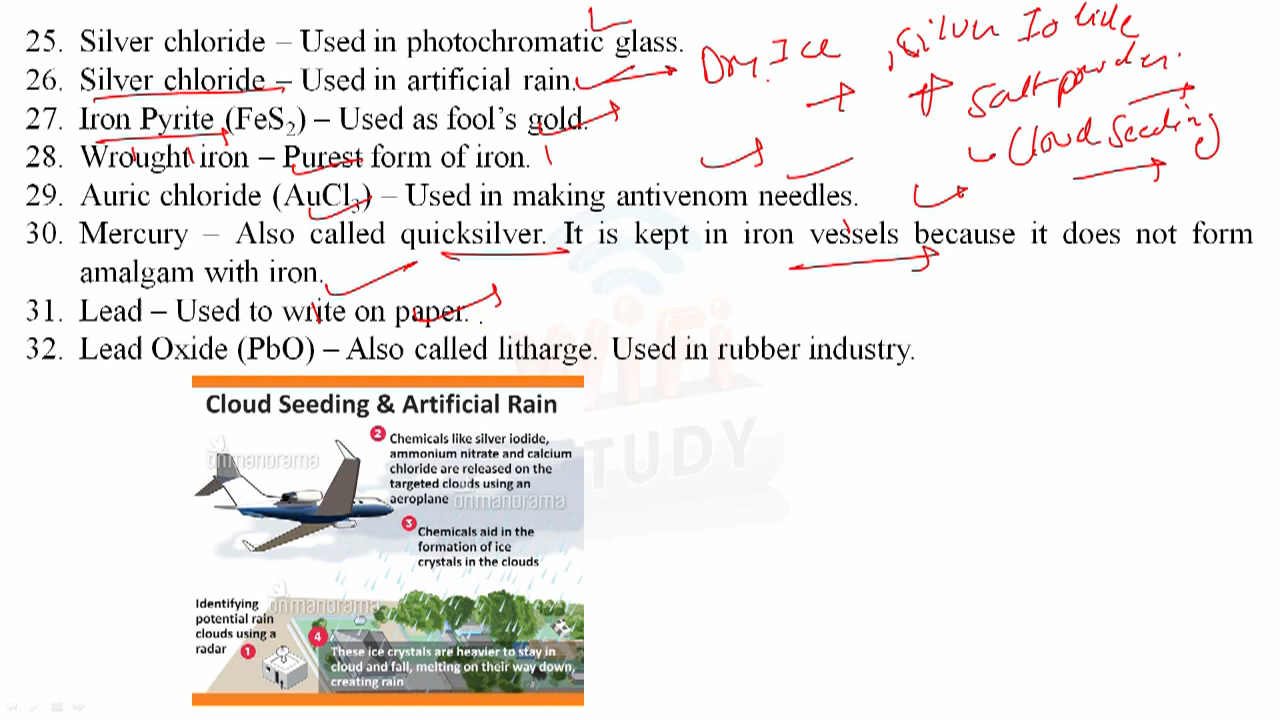 25. Silver chloride – Used in photochromatic glass.
26. Silver chloride – Used in artificial rain.
27. Iron Pyrite (FeS₂) – Used as fool's gold.
28. Wrought iron – Purest form of iron.
29. Auric chloride (AuCl₃) – Used in making antivenom needles.
30. Mercury – Also called quicksilver. It is kept in iron vessels because it does not form
amalgam with iron.
31. Lead – Used to write on paper. .
32. Lead Oxide (PbO) – Also called litharge. Used in rubber industry.
Dry Ice
Silver Iodide
Salt powder.
Cloud Seeding
WiFi
STUDY
Cloud Seeding & Artificial Rain
onmanorama
2 Chemicals like silver iodide,
ammonium nitrate and calcium
chloride are released on the
targeted clouds using an
aeroplane
onmanorama
3 Chemicals aid in the
formation of ice
crystals in the clouds
Identifying
potential rain
clouds using a
radar 1
onmanorama
4 These ice crystals are heavier to stay in
cloud and fall, melting on their way down,
creating rain